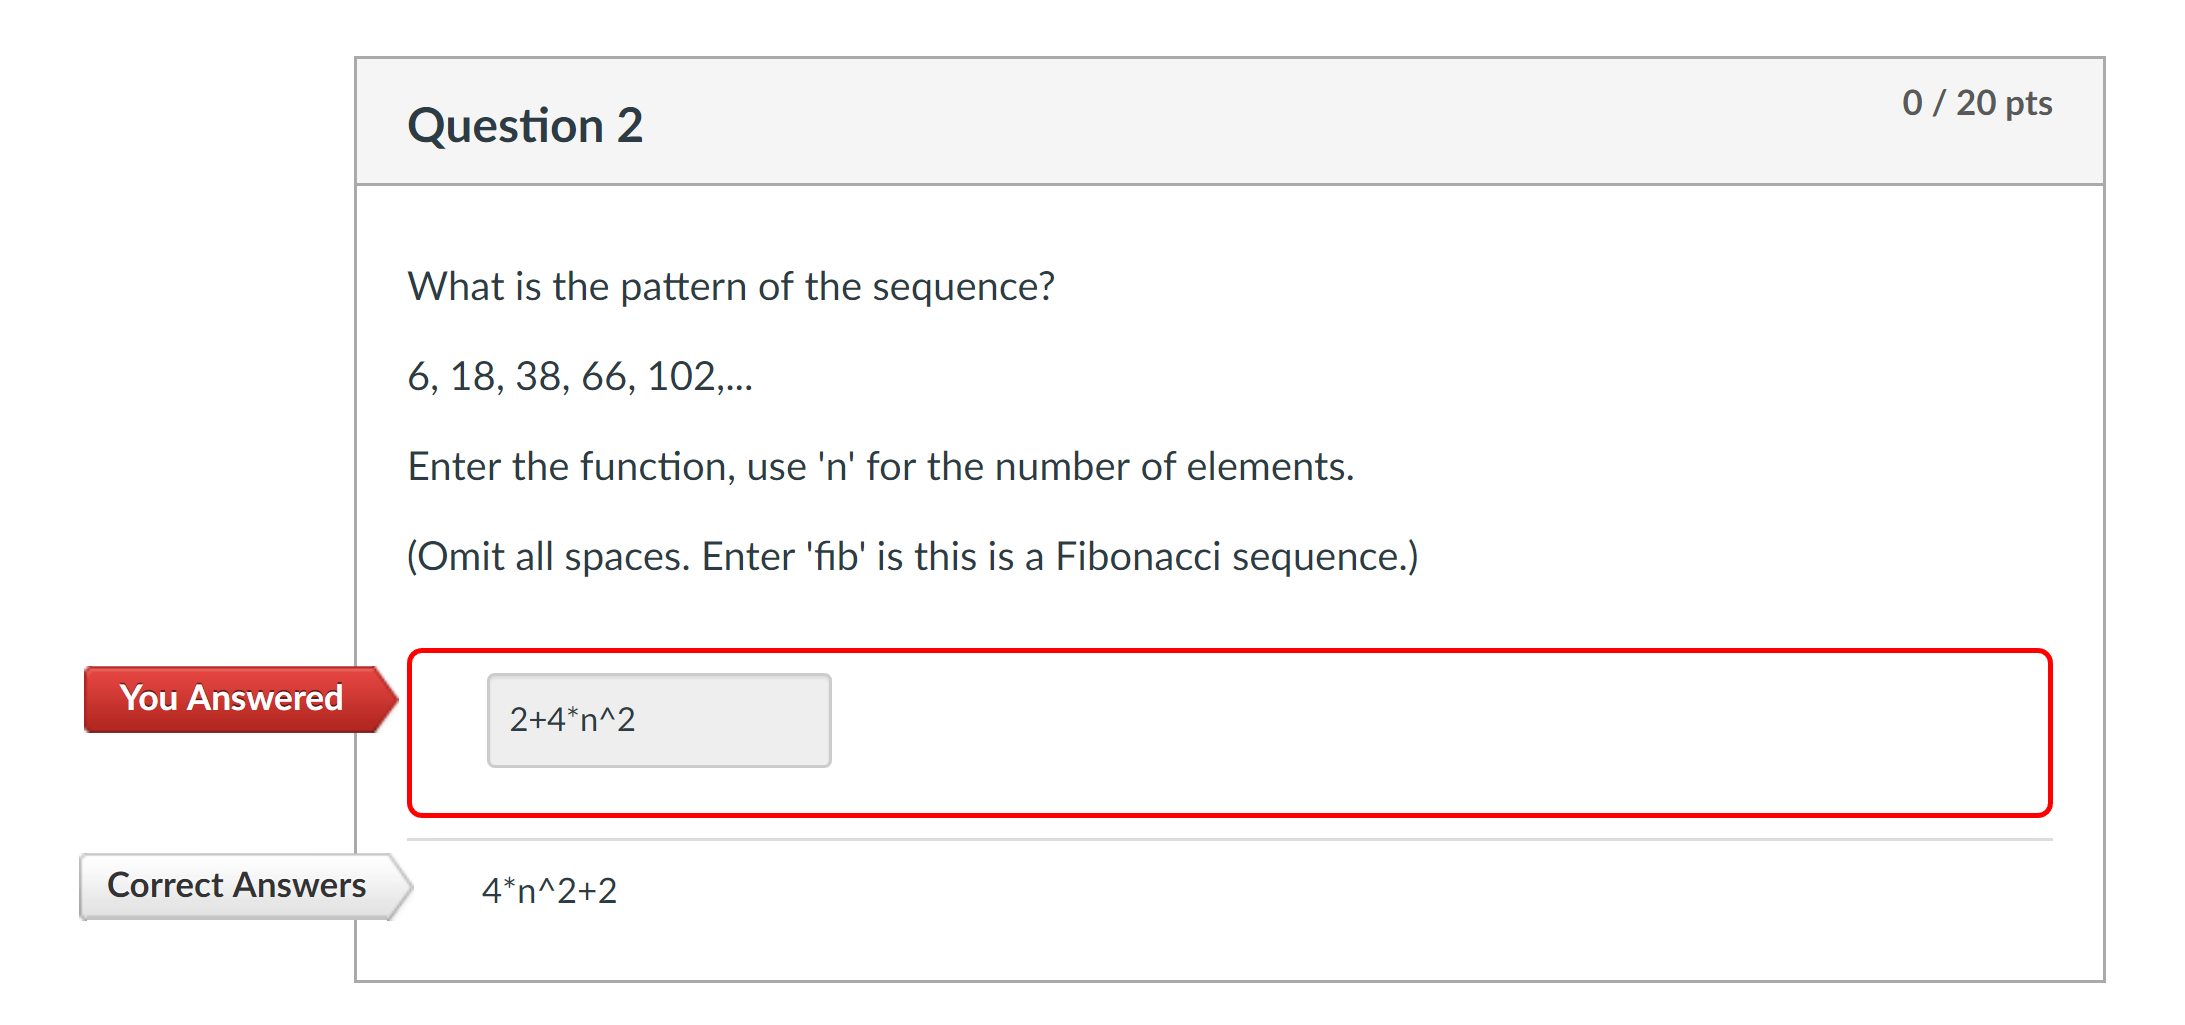 Question 2
0 / 20 pts
What is the pattern of the sequence?
6, 18, 38, 66, 102,...
Enter the function, use 'n' for the number of elements.
(Omit all spaces. Enter 'fib' is this is a Fibonacci sequence.)
You Answered
2+4*n^2
Correct Answers
4*n^2+2